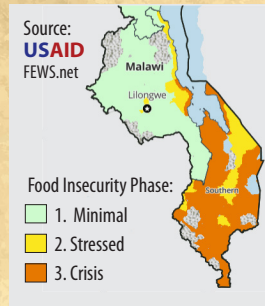 Source:
USAID
FEWS.net
Malawi
Lilongwe
Southern
Food Insecurity Phase:
1. Minimal
2. Stressed
3. Crisis